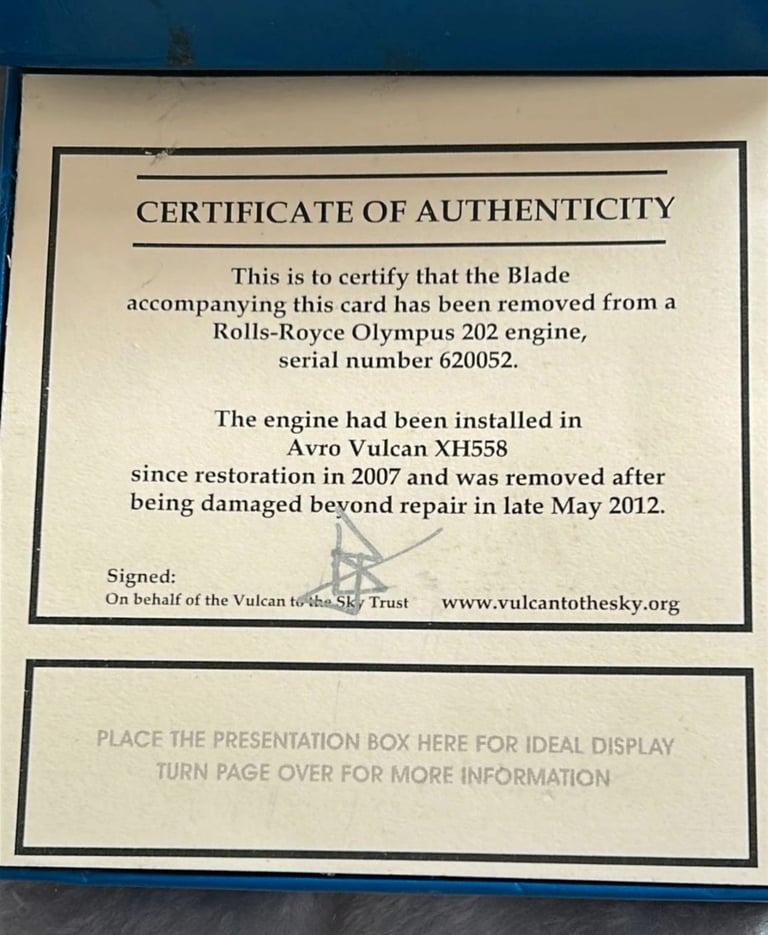 CERTIFICATE OF AUTHENTICITY
This is to certify that the Blade
accompanying this card has been removed from a
Rolls-Royce Olympus 202 engine,
serial number 620052.
The engine had been installed in
Avro Vulcan XH558
since restoration in 2007 and was removed after
being damaged beyond repair in late May 2012.
Signed:
On behalf of the Vulcan to the Sky Trust www.vulcantothesky.org
PLACE THE PRESENTATION BOX HERE FOR IDEAL DISPLAY
TURN PAGE OVER FOR MORE INFORMATION